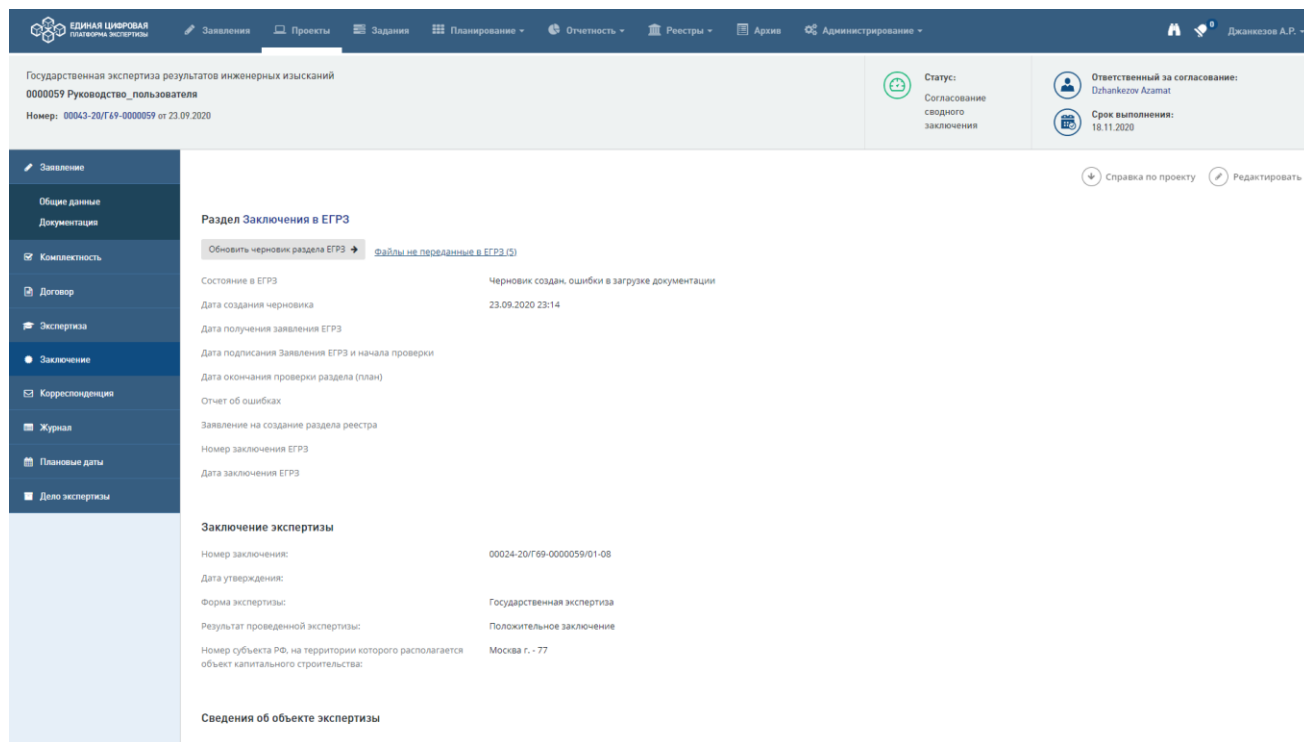 ЕДИНАЯ ЦИФРОВАЯ
ПЛАТФОРМА ЭКСПЕРТИЗЫ
Заявления
Проекты
Задания
Планирование
Отчетность
Реестры
Архив
Администрирование
0
Джанкезов А.Р.
Государственная экспертиза результатов инженерных изысканий
0000059 Руководство_пользователя
Номер: 00043-20/Г69-0000059 от 23.09.2020
Статус:
Согласование
сводного
заключения
Ответственный за согласование:
Dzhankezov Azamat
Срок выполнения:
18.11.2020
Заявление
Общие данные
Документация
Комплектность
Договор
Экспертиза
Заключение
Корреспонденция
Журнал
Плановые даты
Дело экспертизы
Справка по проекту
Редактировать
Раздел Заключения в ЕГРЗ
Обновить черновик раздела ЕГРЗ
Файлы не переданные в ЕГРЗ (5)
Состояние в ЕГРЗ Черновик создан, ошибки в загрузке документации
Дата создания черновика 23.09.2020 23:14
Дата получения заявления ЕГРЗ
Дата подписания Заявления ЕГРЗ и начала проверки
Дата окончания проверки раздела (план)
Отчет об ошибках
Заявление на создание раздела реестра
Номер заключения ЕГРЗ
Дата заключения ЕГРЗ
Заключение экспертизы
Номер заключения: 00024-20/Г69-0000059/01-08
Дата утверждения:
Форма экспертизы: Государственная экспертиза
Результат проведенной экспертизы: Положительное заключение
Номер субъекта РФ, на территории которого располагается Москва г. - 77
объект капитального строительства:
Сведения об объекте экспертизы